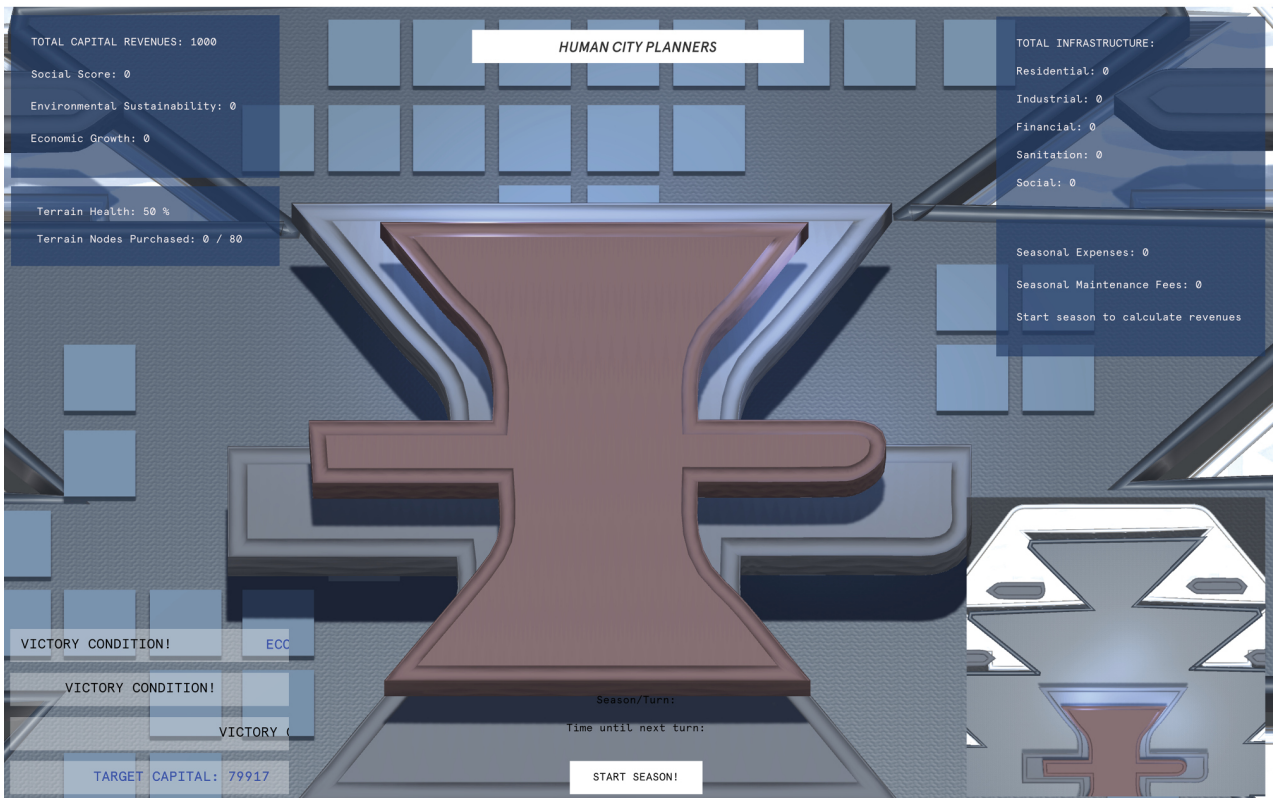 HUMAN CITY PLANNERS
TOTAL CAPITAL REVENUES: 1000
Social Score: 0
Environmental Sustainability: 0
Economic Growth: 0
Terrain Health: 50 %
Terrain Nodes Purchased: 0 / 80
TOTAL INFRASTRUCTURE:
Residential: 0
Industrial: 0
Financial: 0
Sanitation: 0
Social: 0
Seasonal Expenses: 0
Seasonal Maintenance Fees: 0
Start season to calculate revenues
VICTORY CONDITION! ECO
VICTORY CONDITION!
VICTORY
TARGET CAPITAL: 79917
Season/Turn:
Time until next turn:
START SEASON!